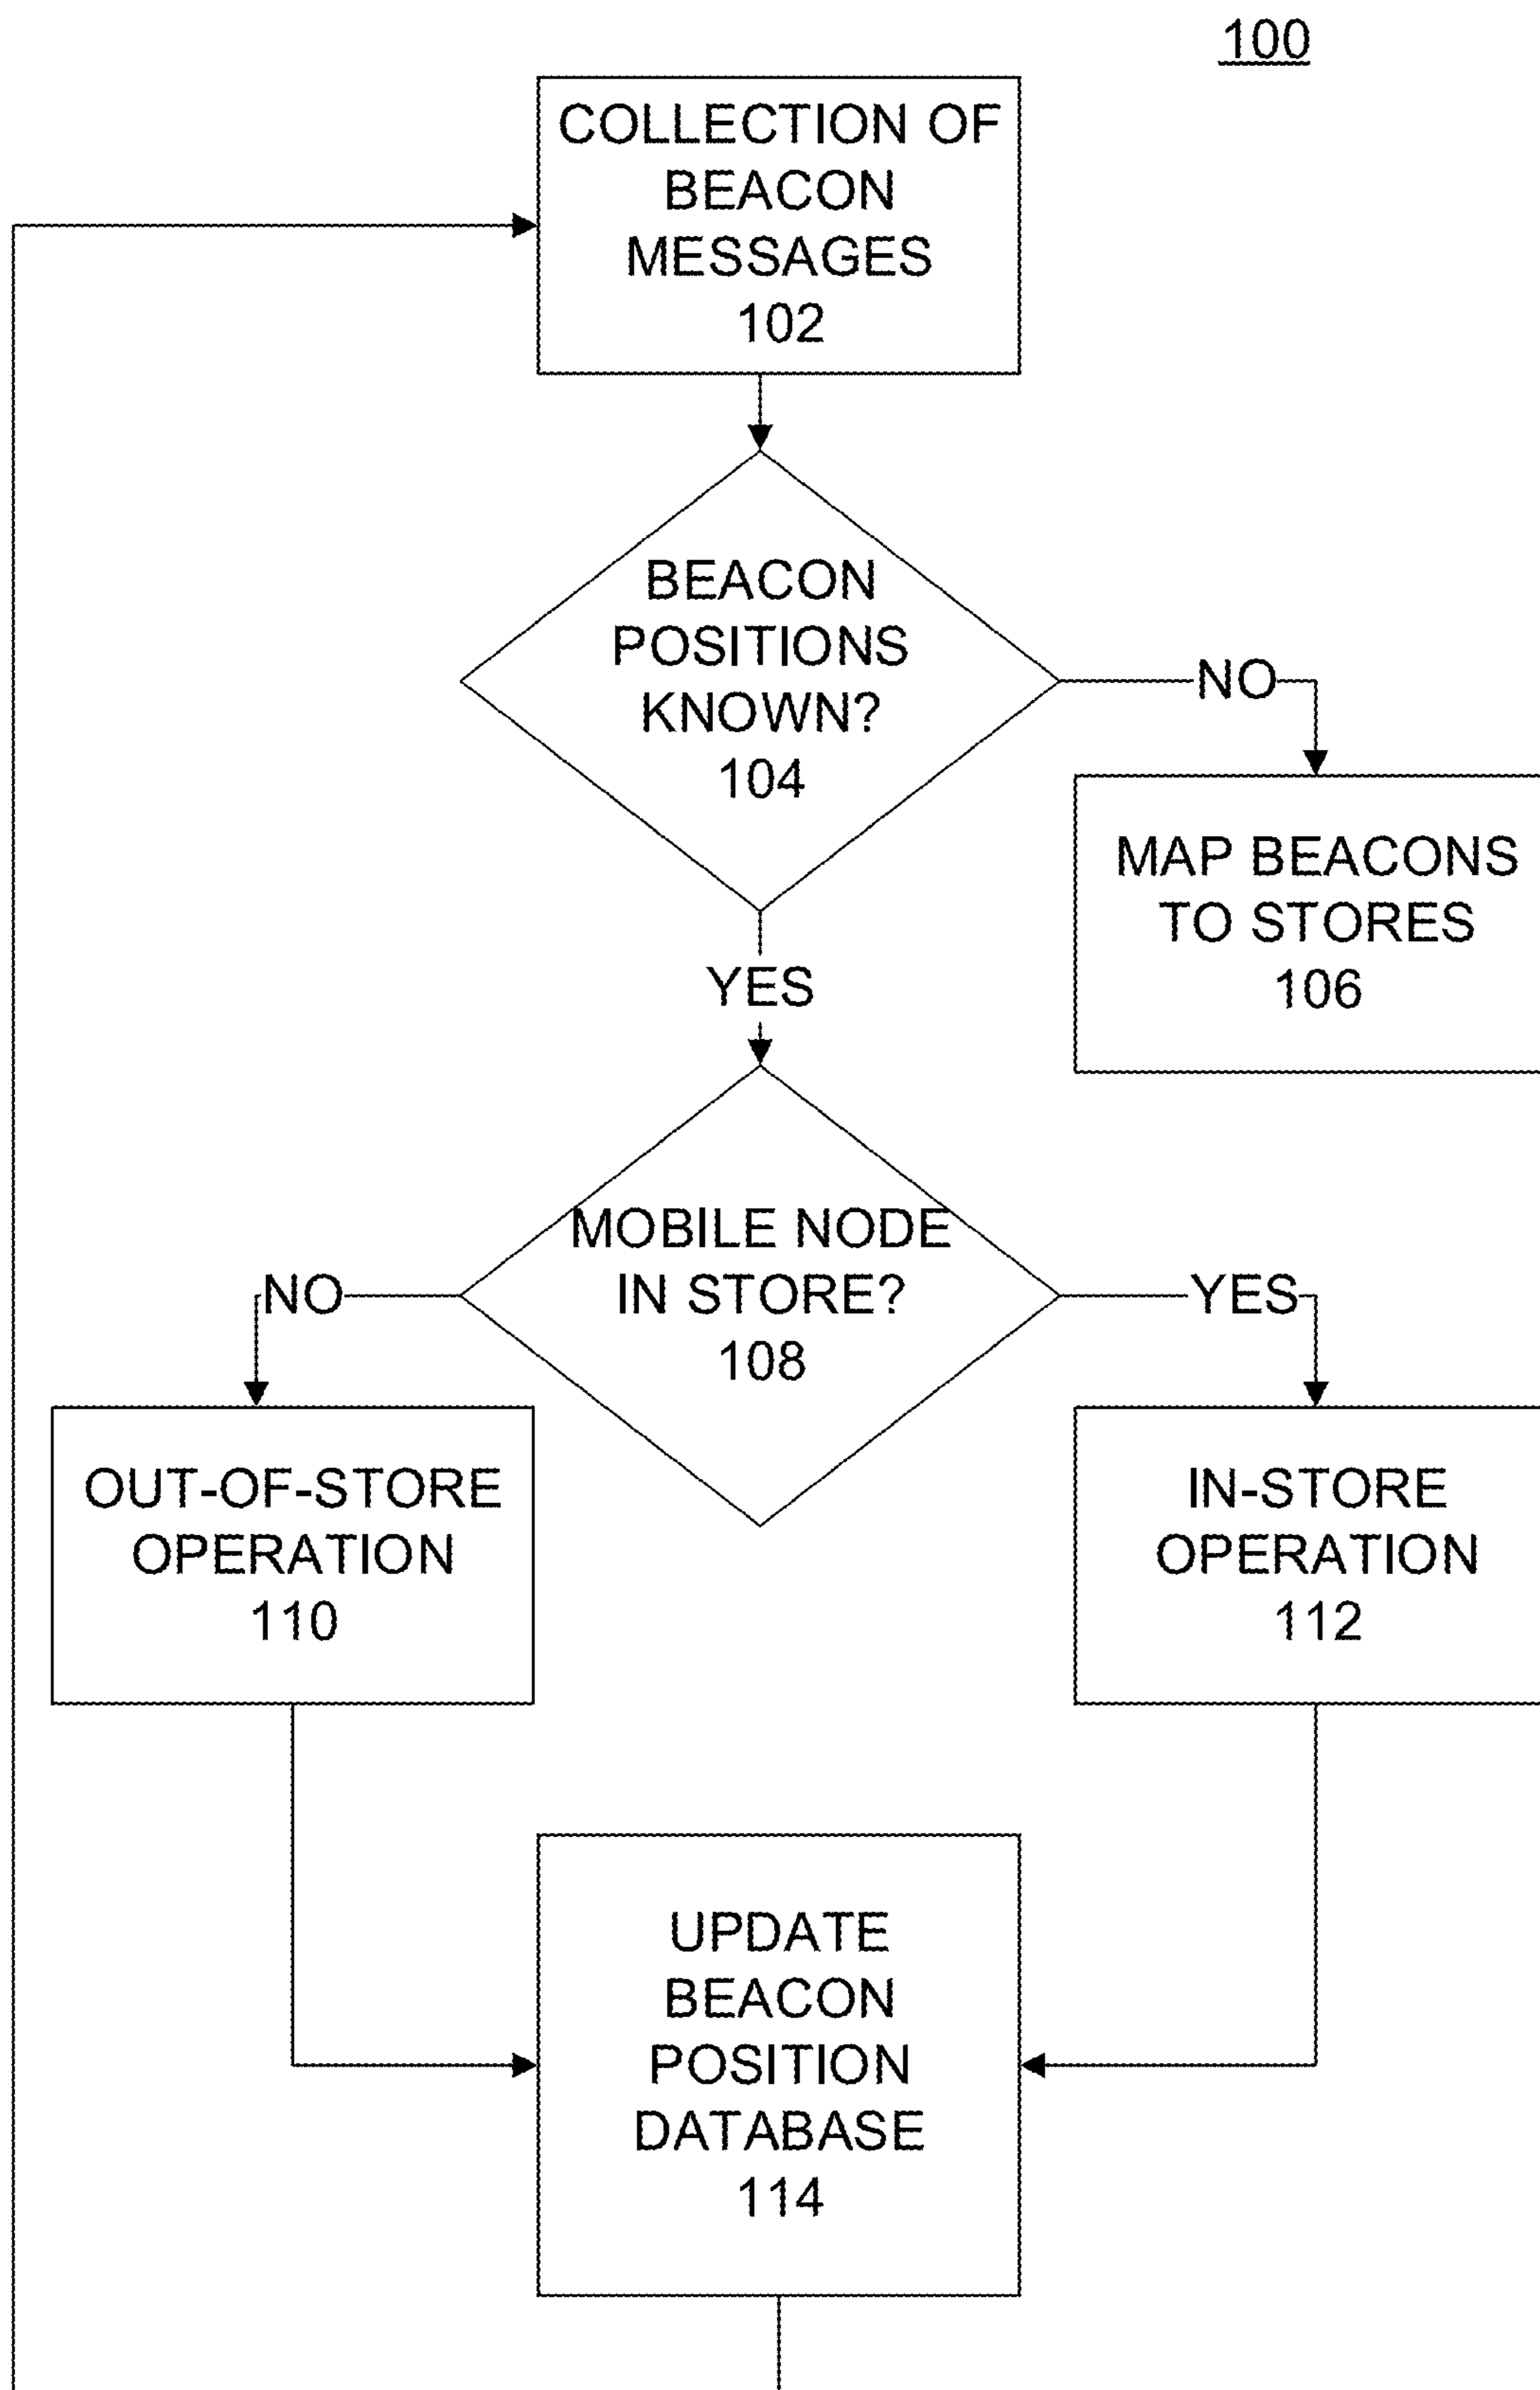 100
COLLECTION OF
BEACON
MESSAGES
102
BEACON
POSITIONS
KNOWN?
104
NO
MAP BEACONS
TO STORES
106
YES
MOBILE NODE
IN STORE?
108
NO
YES
OUT-OF-STORE
OPERATION
110
IN-STORE
OPERATION
112
UPDATE
BEACON
POSITION
DATABASE
114